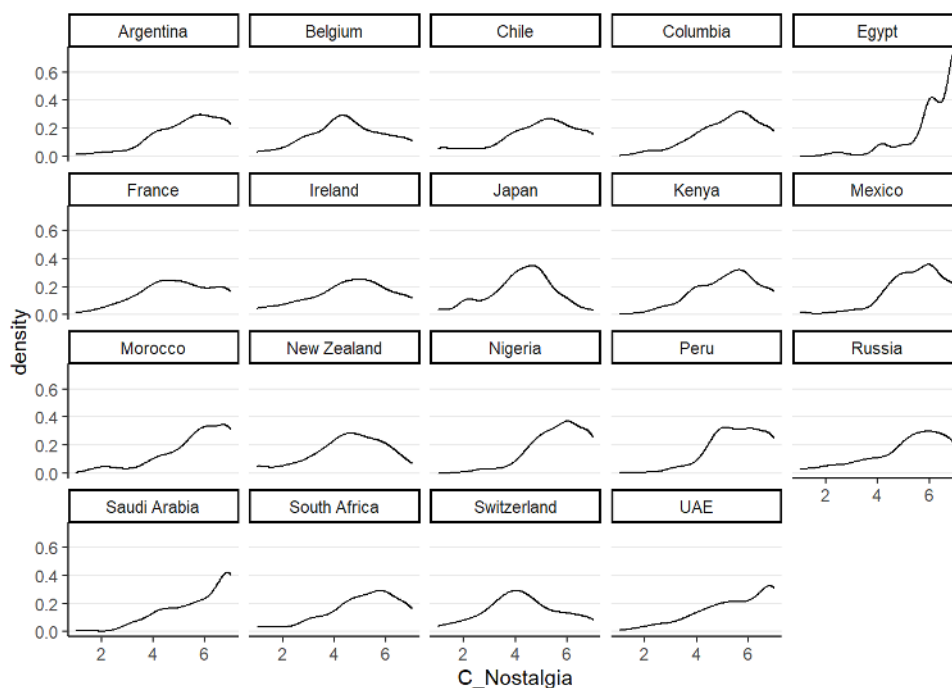 Argentina Belgium Chile Columbia Egypt
0.6
0.4
0.2
0.0
France Ireland Japan Kenya Mexico
0.6
0.4
0.2
0.0
density
Morocco New Zealand Nigeria Peru Russia
0.6
0.4
0.2
0.0
2 4 6
Saudi Arabia South Africa Switzerland UAE
0.6
0.4
0.2
0.0
2 4 6 2 4 6 2 4 6 2 4 6
C_Nostalgia